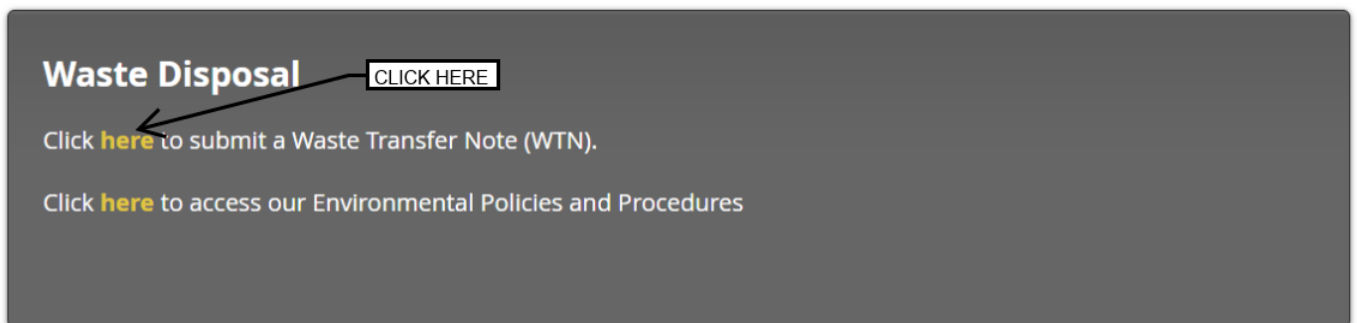 Waste Disposal
CLICK HERE
Click here to submit a Waste Transfer Note (WTN).
Click here to access our Environmental Policies and Procedures